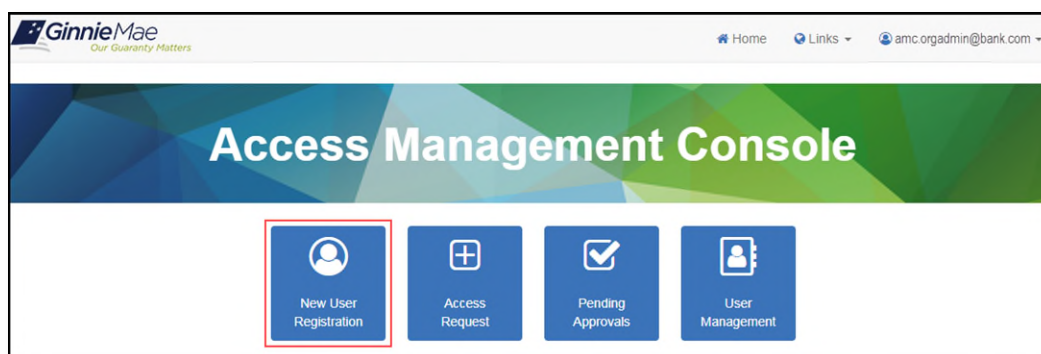 GinnieMae
Our Guaranty Matters
Home
Links
amc.orgadmin@bank.com
Access Management Console
New User
Registration
Access
Request
Pending
Approvals
User
Management